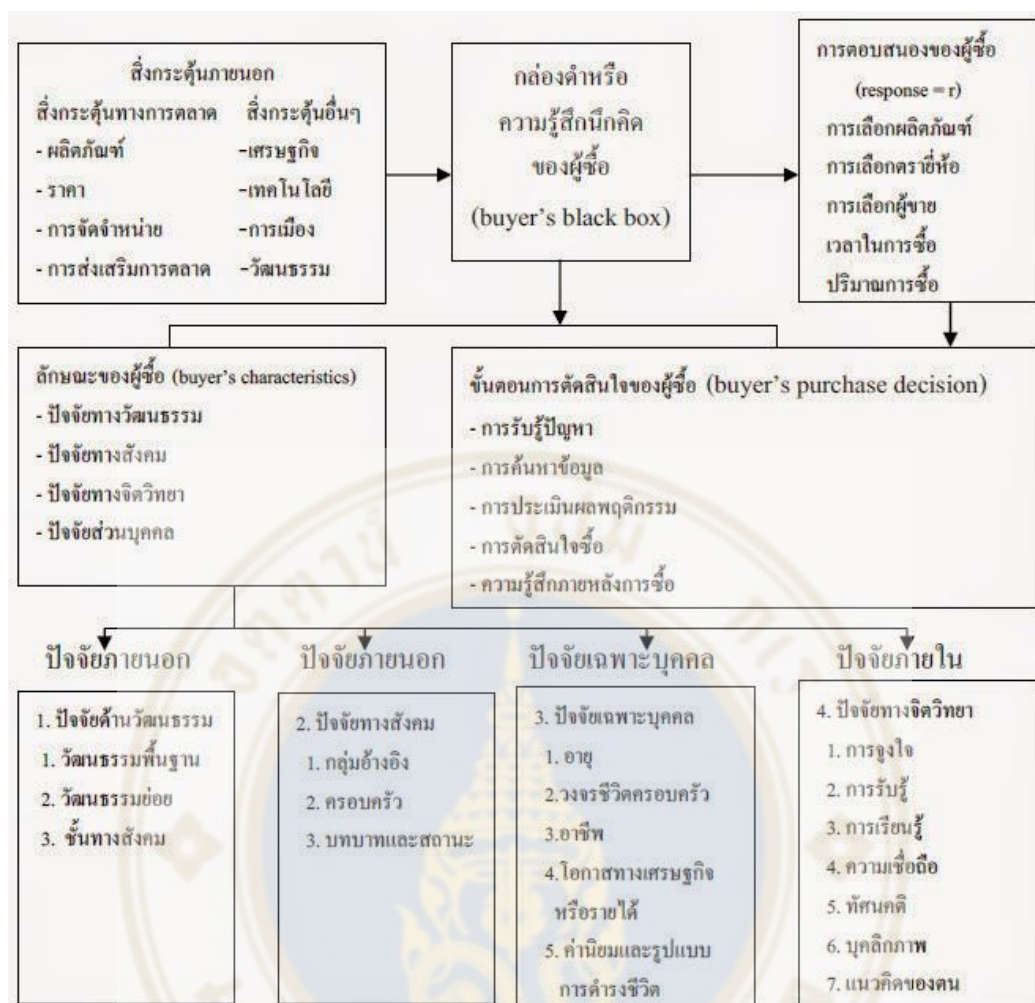 สิ่งกระตุ้นภายนอก
สิ่งกระตุ้นทางการตลาด สิ่งกระตุ้นอื่นๆ
- ผลิตภัณฑ์ -เศรษฐกิจ
- ราคา -เทคโนโลยี
- การจัดจำหน่าย -การเมือง
- การส่งเสริมการตลาด -วัฒนธรรม
กล่องดำหรือ
ความรู้สึกนึกคิด
ของผู้ซื้อ
(buyer's black box)
การตอบสนองของผู้ซื้อ
(response = r)
การเลือกผลิตภัณฑ์
การเลือกตรายี่ห้อ
การเลือกผู้ขาย
เวลาในการซื้อ
ปริมาณการซื้อ
ลักษณะของผู้ซื้อ (buyer's characteristics)
- ปัจจัยทางวัฒนธรรม
- ปัจจัยทางสังคม
- ปัจจัยทางจิตวิทยา
- ปัจจัยส่วนบุคคล
ขั้นตอนการตัดสินใจของผู้ซื้อ (buyer's purchase decision)
- การรับรู้ปัญหา
- การค้นหาข้อมูล
- การประเมินผลพฤติกรรม
- การตัดสินใจซื้อ
- ความรู้สึกภายหลังการซื้อ
ปัจจัยภายนอก
1. ปัจจัยด้านวัฒนธรรม
1. วัฒนธรรมพื้นฐาน
2. วัฒนธรรมย่อย
3. ชั้นทางสังคม
ปัจจัยภายนอก
2. ปัจจัยทางสังคม
1. กลุ่มอ้างอิง
2. ครอบครัว
3. บทบาทและสถานะ
ปัจจัยเฉพาะบุคคล
3. ปัจจัยเฉพาะบุคคล
1. อายุ
2.วงจรชีวิตครอบครัว
3.อาชีพ
4.โอกาสทางเศรษฐกิจ
หรือรายได้
5. ค่านิยมและรูปแบบ
การดำรงชีวิต
ปัจจัยภายใน
4. ปัจจัยทางจิตวิทยา
1. การจูงใจ
2. การรับรู้
3. การเรียนรู้
4. ความเชื่อถือ
5. ทัศนคติ
6. บุคลิกภาพ
7. แนวคิดของตน